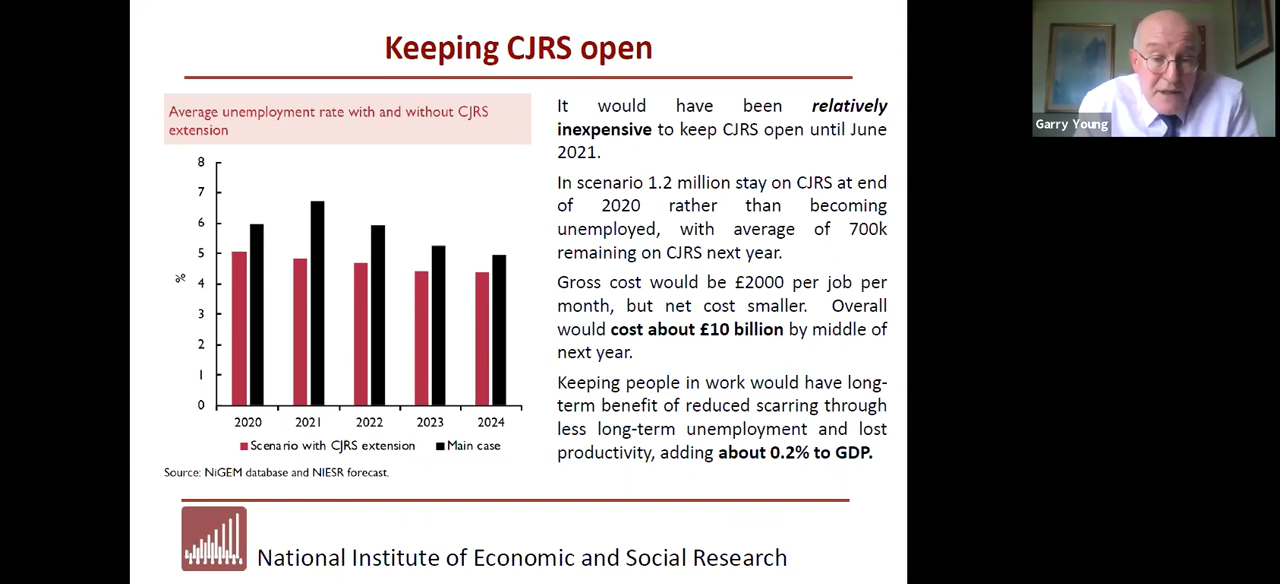 Keeping CJRS open
Average unemployment rate with and without CJRS
extension
8
7
6
5
4
3
2
1
0
%
2020 2021 2022 2023 2024
Scenario with CJRS extension Main case
Source: NiGEM database and NIESR forecast.
It would have been relatively
inexpensive to keep CJRS open until June
2021.
In scenario 1.2 million stay on CJRS at end
of 2020 rather than becoming
unemployed, with average of 700k
remaining on CJRS next year.
Gross cost would be £2000 per job per
month, but net cost smaller. Overall
would cost about £10 billion by middle of
next year.
Keeping people in work would have long-
term benefit of reduced scarring through
less long-term unemployment and lost
productivity, adding about 0.2% to GDP.
National Institute of Economic and Social Research
Garry Young